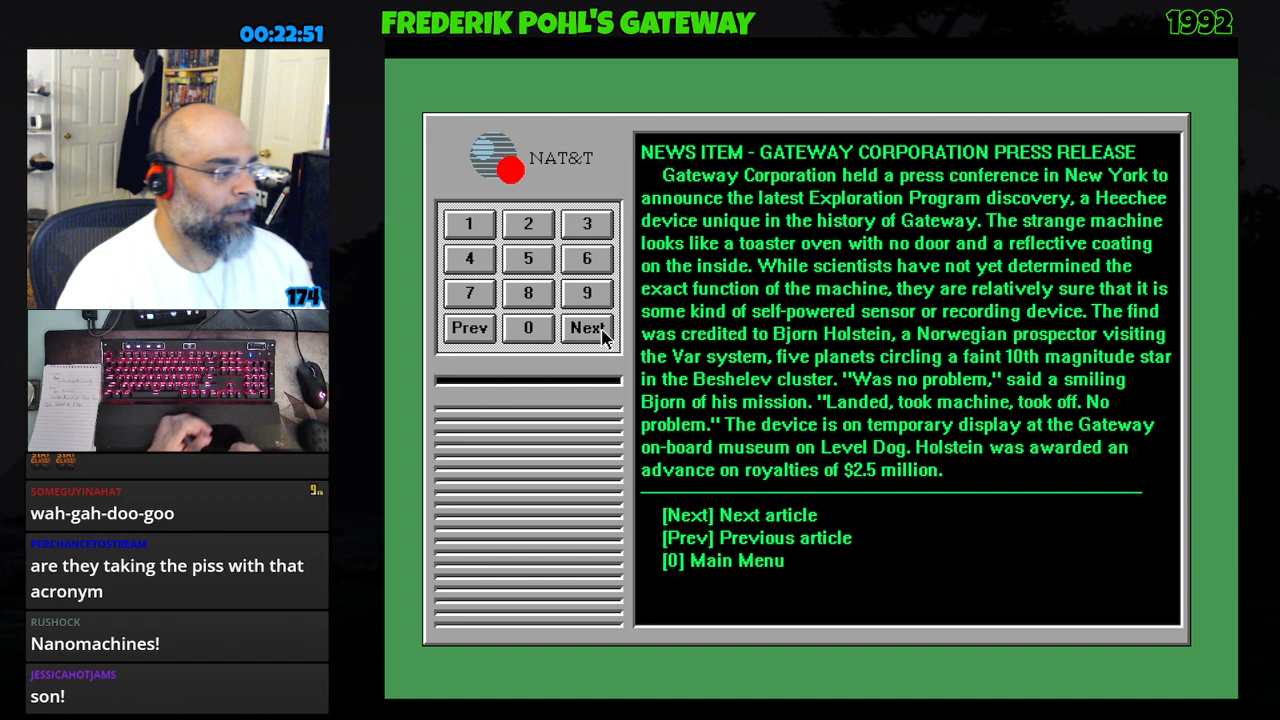 00:22:51
FREDERIK POHL'S GATEWAY
1992
174
NAT&T
1 2 3
4 5 6
7 8 9
Prev 0 Next
NEWS ITEM - GATEWAY CORPORATION PRESS RELEASE
Gateway Corporation held a press conference in New York to
announce the latest Exploration Program discovery, a Heechee
device unique in the history of Gateway. The strange machine
looks like a toaster oven with no door and a reflective coating
on the inside. While scientists have not yet determined the
exact function of the machine, they are relatively sure that it is
some kind of self-powered sensor or recording device. The find
was credited to Bjorn Holstein, a Norwegian prospector visiting
the Var system, five planets circling a faint 10th magnitude star
in the Beshelev cluster. "Was no problem," said a smiling
Bjorn of his mission. "Landed, took machine, took off. No
problem." The device is on temporary display at the Gateway
on-board museum on Level Dog. Holstein was awarded an
advance on royalties of $2.5 million.
[Next] Next article
[Prev] Previous article
[0] Main Menu
STAY STAY
CLASSY CLASSY
SOMEGUYINAHAT
wah-gah-doo-goo
PERCHANCETOSTREAM
are they taking the piss with that
acronym
RUSHOCK
Nanomachines!
JESSICAHOTJAMS
son!